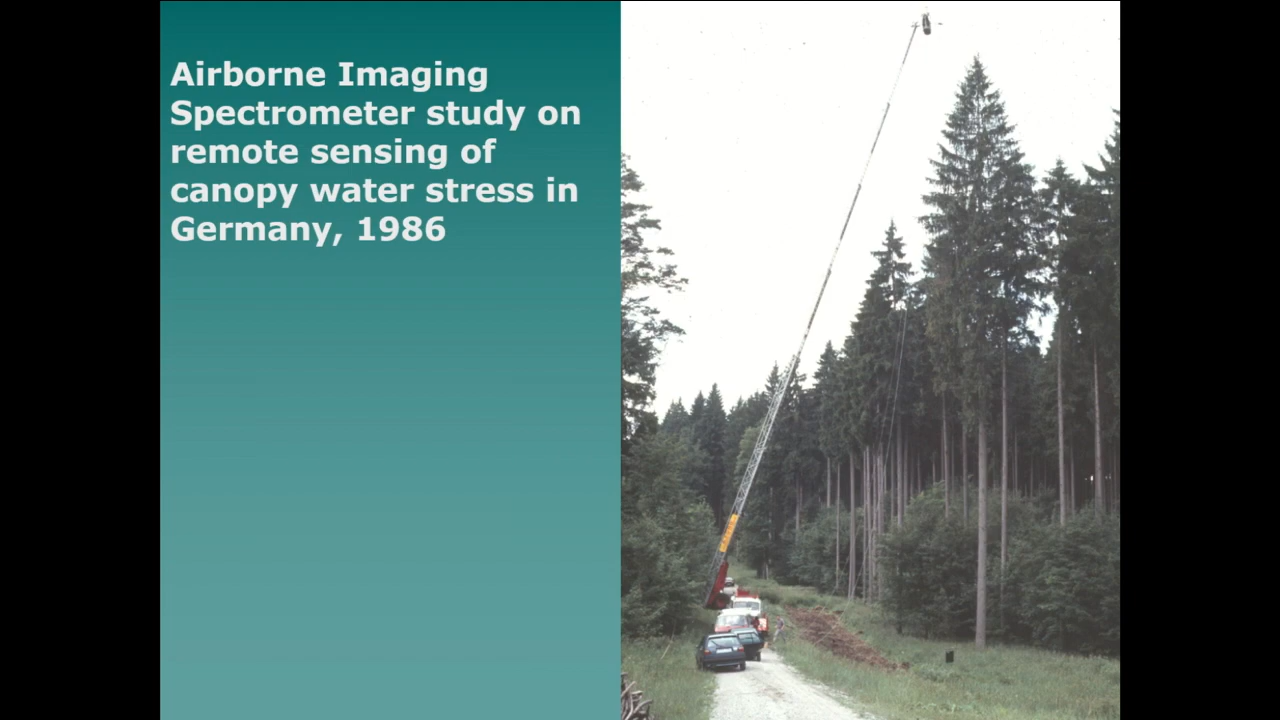 Airborne Imaging
Spectrometer study on
remote sensing of
canopy water stress in
Germany, 1986